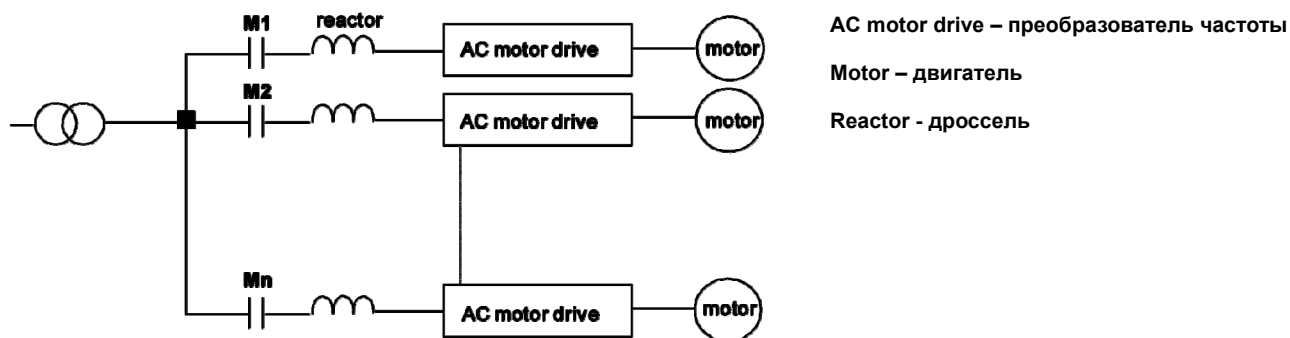 M1
reactor
AC motor drive
motor
M2
AC motor drive
motor
Mn
AC motor drive
motor
AC motor drive – преобразователь частоты
Motor – двигатель
Reactor - дроссель